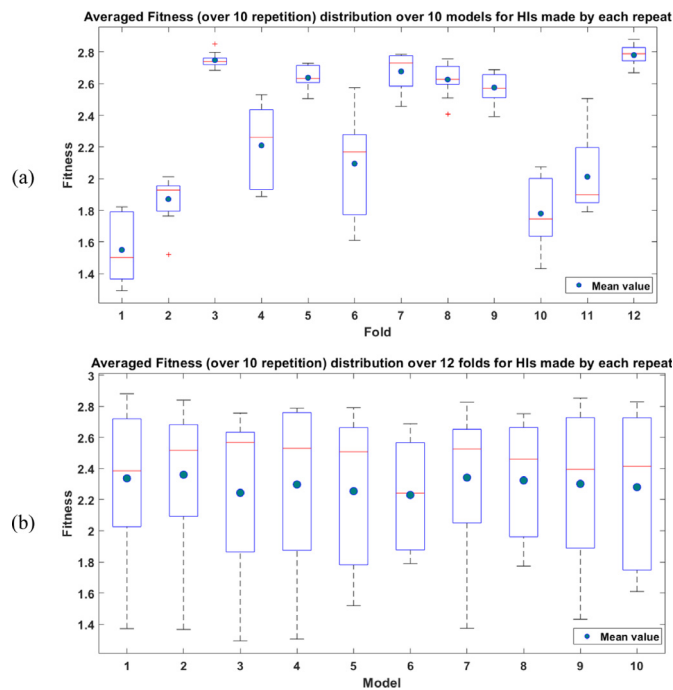 Averaged Fitness (over 10 repetition) distribution over 10 models for HIs made by each repeat
(a)
Fitness
2.8
2.6
2.4
2.2
2
1.8
1.6
1.4
Mean value
1 2 3 4 5 6 7 8 9 10 11 12
Fold
Averaged Fitness (over 10 repetition) distribution over 12 folds for HIs made by each repeat
(b)
Fitness
3
2.8
2.6
2.4
2.2
2
1.8
1.6
1.4
Mean value
1 2 3 4 5 6 7 8 9 10
Model